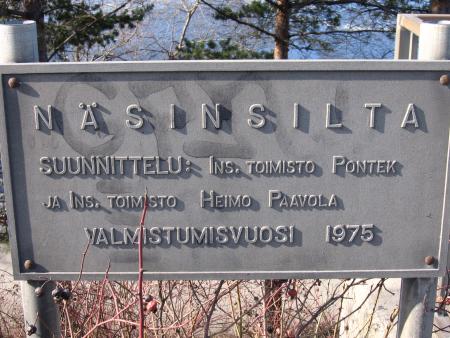 NÄSINSILTA
SUUNNITTELU: INS. TOIMISTO PONTEK
JA INS. TOIMISTO HEIMO PAAVOLA
VALMISTUMISVUOSI 1975